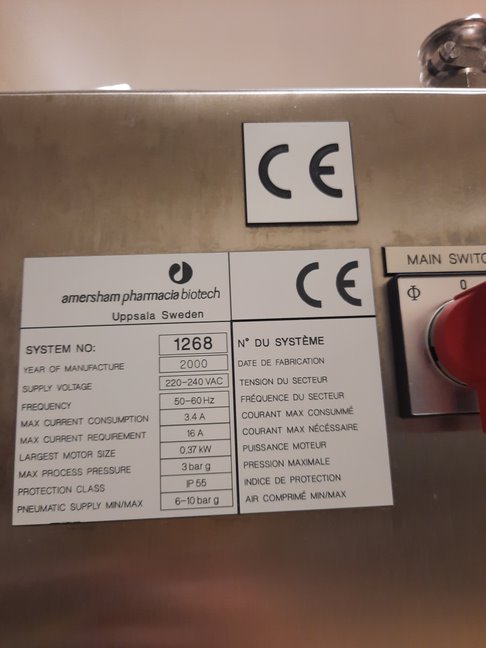 CE
amersham pharmacia biotech
Uppsala Sweden
CE
SYSTEM NO: 1268 N° DU SYSTÈME
YEAR OF MANUFACTURE 2000 DATE DE FABRICATION
SUPPLY VOLTAGE 220-240 VAC TENSION DU SECTEUR
FREQUENCY 50-60 Hz FRÉQUENCE DU SECTEUR
MAX CURRENT CONSUMPTION 3.4 A COURANT MAX CONSUMMÉ
MAX CURRENT REQUIREMENT 16 A COURANT MAX NÉCESSAIRE
LARGEST MOTOR SIZE 0,37 kW PUISSANCE MOTEUR
MAX PROCESS PRESSURE 3 bar g PRESSION MAXIMALE
PROTECTION CLASS IP 55 INDICE DE PROTECTION
PNEUMATIC SUPPLY MIN/MAX 6-10 bar g AIR COMPRIMÉ MIN/MAX
MAIN SWITC
0